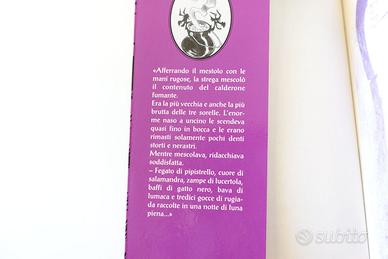 «Afferrando il mestolo con le
mani rugose, la strega mescolò
il contenuto del calderone
fumante.
Era la più vecchia e anche la più
brutta delle tre sorelle. L'enor-
me naso a uncino le scendeva
quasi fino in bocca e le erano
rimasti solamente pochi denti
storti e nerastri.
Mentre mescolava, ridacchiava
soddisfatta.
– Fegato di pipistrello, cuore di
salamandra, zampe di lucertola,
baffi di gatto nero, bava di
lumaca e tredici gocce di rugia-
da raccolte in una notte di luna
piena...»
subito